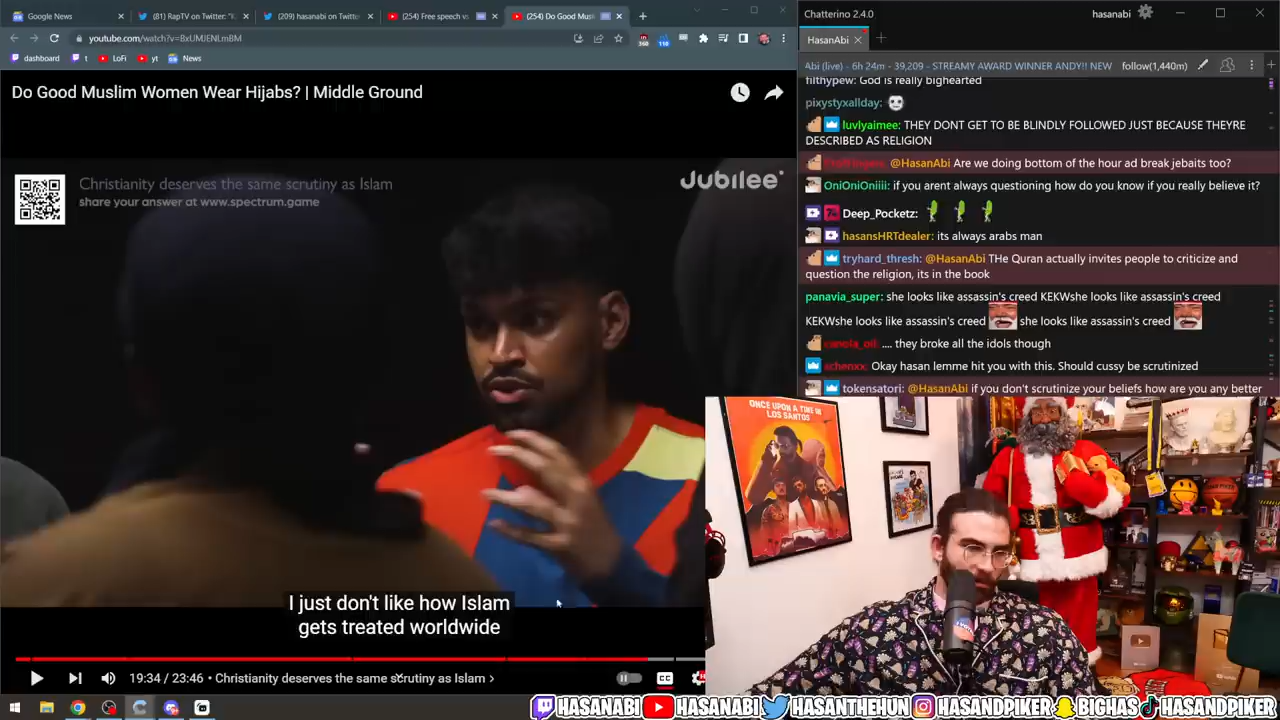 Google News
(81) RapTV on Twitter: "K
(209) hasanabi on Twitte
(254) Free speech v
(254) Do Good Mus
youtube.com/watch?v=BxUMJENLmBM
168
110
dashboard
t
LoFi
yt
News
Do Good Muslim Women Wear Hijabs? | Middle Ground
Christianity deserves the same scrutiny as Islam
share your answer at www.spectrum.game
Jubilee
I just don't like how Islam
gets treated worldwide
19:34 / 23:46 • Christianity deserves the same scrutiny as Islam
CC
Chatterino 2.4.0
hasanabi
HasanAbi
Abi (live) - 6h 24m - 39,209 - STREAMY AWARD WINNER ANDY!! NEW
follow(1,440m)
filthypew: God is really bighearted
pixystyxallday:
luvlyaimee: THEY DONT GET TO BE BLINDLY FOLLOWED JUST BECAUSE THEYRE
DESCRIBED AS RELIGION
@HasanAbi Are we doing bottom of the hour ad break jebaits too?
OniOniOniiii: if you arent always questioning how do you know if you really believe it?
Deep_Pocketz:
hasansHRTdealer: its always arabs man
tryhard_thresh: @HasanAbi THe Quran actually invites people to criticize and
question the religion, its in the book
panavia_super: she looks like assassin's creed KEKWshe looks like assassin's creed
KEKWshe looks like assassin's creed she looks like assassin's creed
canola_oil: .... they broke all the idols though
schenxx: Okay hasan lemme hit you with this. Should cussy be scrutinized
tokensatori: @HasanAbi if you don't scrutinize your beliefs how are you any better
ONCE UPON A TIME IN
LOS SANTOS
HASANABI
HASANABI
HASANTHEHUN
HASANDPIKER
BIGHAS
HASANDPIKER